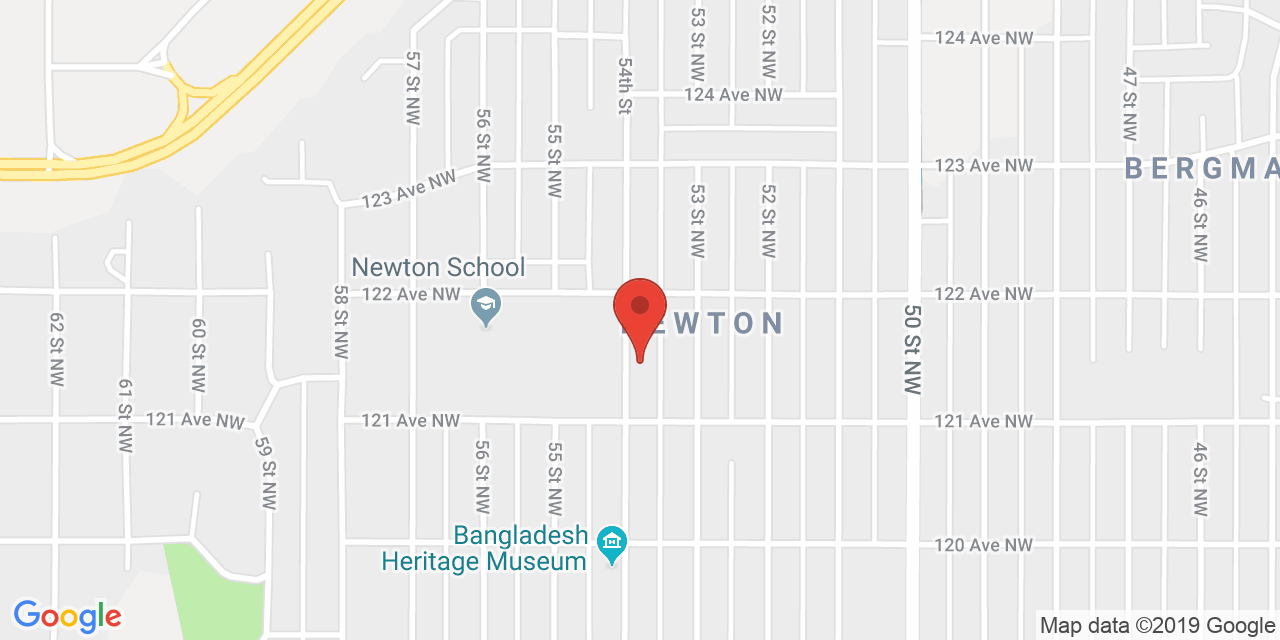 124 Ave NW
53 St NW
52 St NW
57 St NW
47 St NW
54th St
124 Ave NW
56 St NW
55 St NW
123 Ave NW
BERGMA
123 Ave NW
53 St NW
52 St NW
46 St NW
Newton School
122 Ave NW
122 Ave NW
EWTON
58 St NW
62 St NW
60 St NW
50 St NW
61 St NW
121 Ave NW
121 Ave NW
121 Ave NW
59 St NW
56 St NW
55 St NW
46 St NW
Bangladesh
Heritage Museum
120 Ave NW
Google
Map data ©2019 Google